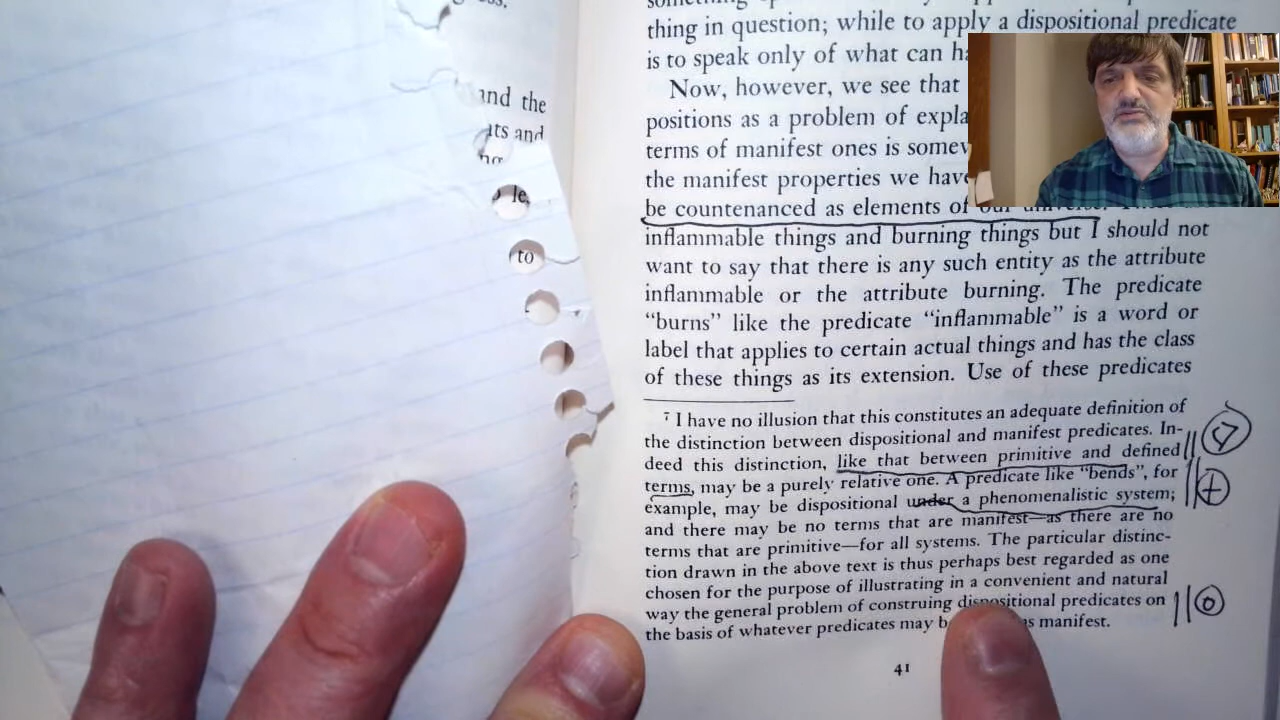 and the
its and
le,
to
thing in question; while to apply a dispositional predicate
is to speak only of what can
Now, however, we see that
positions as a problem of
terms of manifest ones is
the manifest properties we have
be countenanced as elements of our
inflammable things and burning things but I should not
want to say that there is any such entity as the attribute
inflammable or the attribute burning. The predicate
“burns” like the predicate “inflammable” is a word or
label that applies to certain actual things and has the class
of these things as its extension. Use of these predicates
7 I have no illusion that this constitutes an adequate definition of
the distinction between dispositional and manifest predicates. In-
deed this distinction, like that between primitive and defined
terms, may be a purely relative one. A predicate like “bends”, for
example, may be dispositional under a phenomenalistic system;
and there may be no terms that are manifest—as there are no
terms that are primitive—for all systems. The particular distinc-
tion drawn in the above text is thus perhaps best regarded as one
chosen for the purpose of illustrating in a convenient and natural
way the general problem of construing dispositional predicates on
the basis of whatever predicates may as manifest.
41